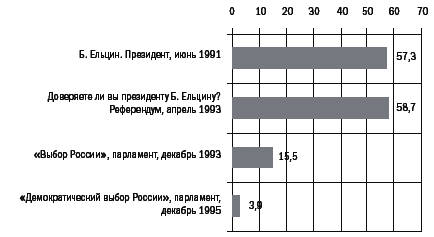 0 10 20 30 40 50 60 70
Б. Ельцин. Президент, июнь 1991
57,3
Доверяете ли вы президенту Б. Ельцину?
Референдум, апрель 1993
58,7
«Выбор России», парламент, декабрь 1993
15,5
«Демократический выбор России», парламент,
декабрь 1995
3,9